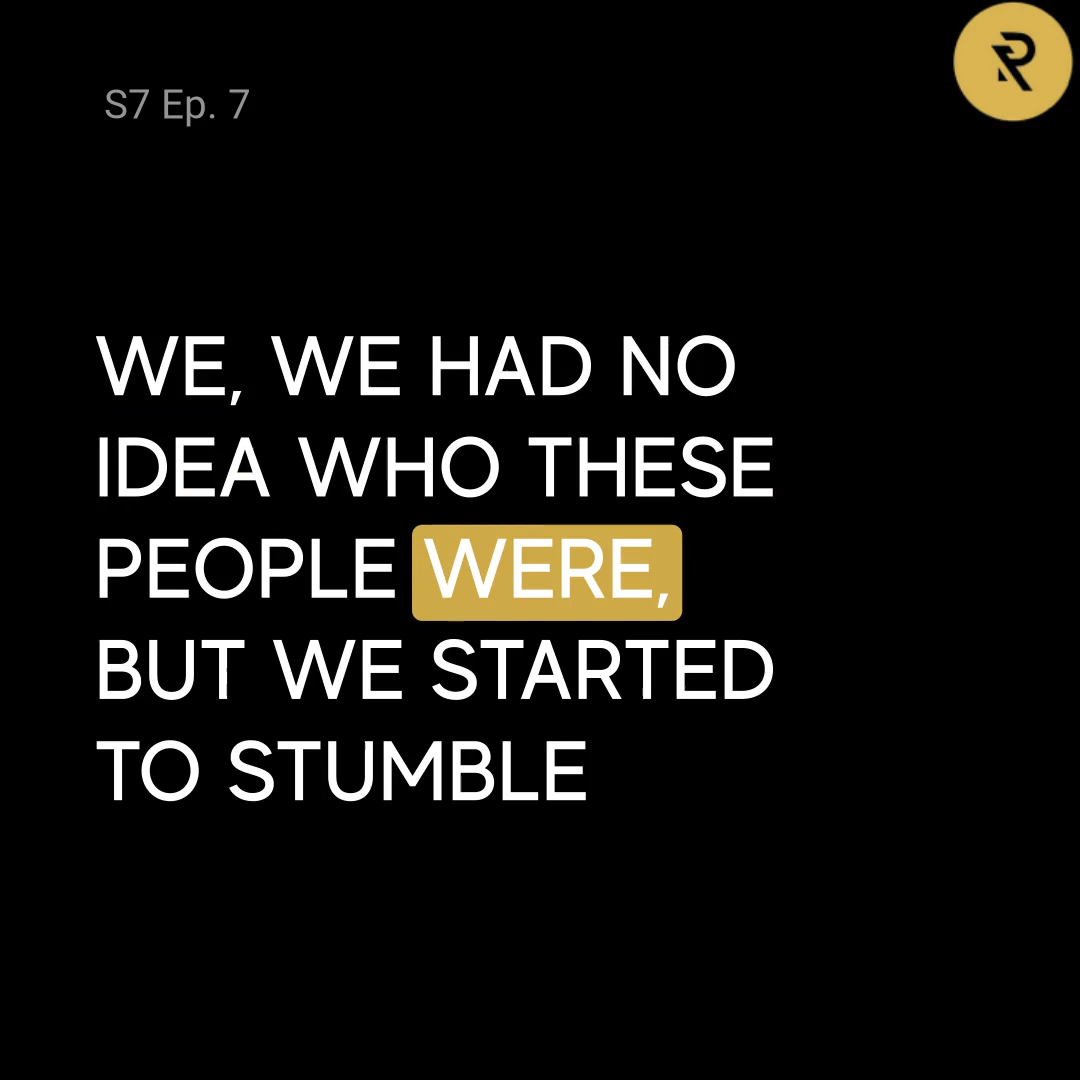 S7 Ep. 7
WE, WE HAD NO
IDEA WHO THESE
PEOPLE WERE,
BUT WE STARTED
TO STUMBLE